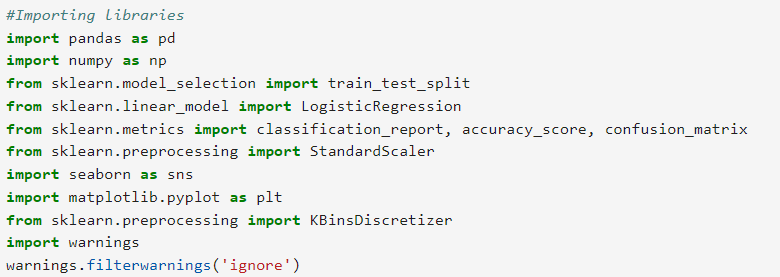 #Importing libraries
import pandas as pd
import numpy as np
from sklearn.model_selection import train_test_split
from sklearn.linear_model import LogisticRegression
from sklearn.metrics import classification_report, accuracy_score, confusion_matrix
from sklearn.preprocessing import StandardScaler
import seaborn as sns
import matplotlib.pyplot as plt
from sklearn.preprocessing import KBinsDiscretizer
import warnings
warnings.filterwarnings('ignore')